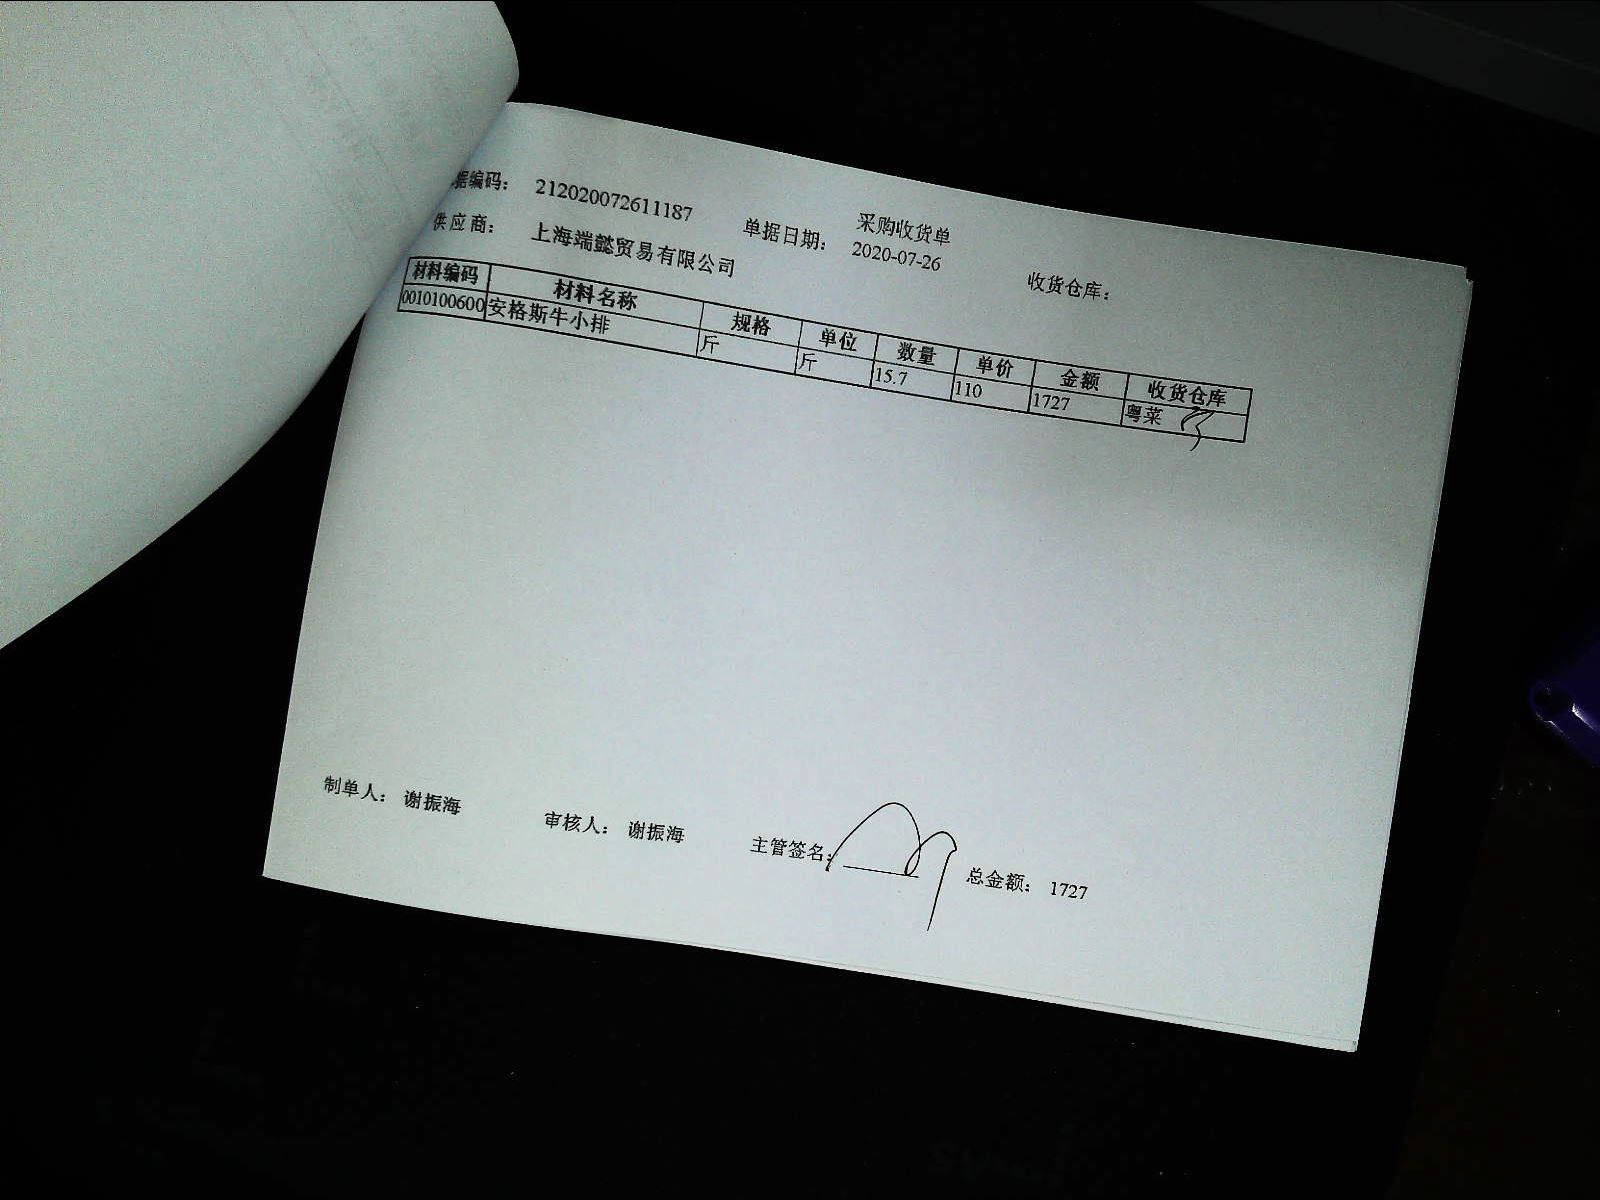 采购收货单
据编码： 212020072611187 单据日期： 2020-07-26 收货仓库：
供应商： 上海端懿贸易有限公司
材料编码 材料名称 规格 单位 数量 单价 金额 收货仓库
0010100600 安格斯牛小排 斤 斤 15.7 110 1727 粤菜
制单人： 谢振海 审核人： 谢振海 主管签名： 总金额： 1727